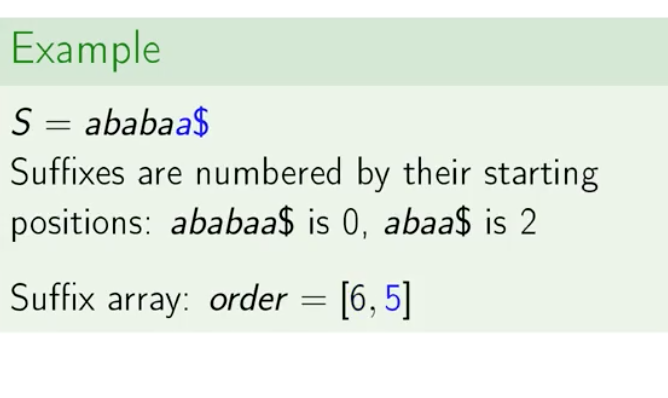 Example
S = ababaa$
Suffixes are numbered by their starting
positions: ababaa$ is 0, abaa$ is 2
Suffix array: order = [6, 5]